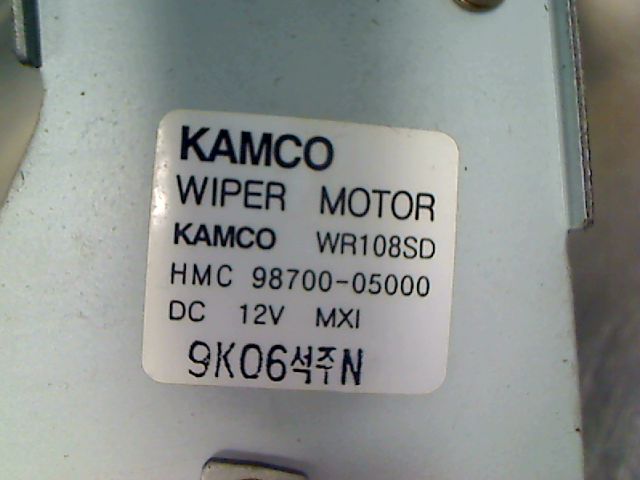 KAMCO
WIPER MOTOR
KAMCO WR108SD
HMC 98700-05000
DC 12V MXI
9K06석주N